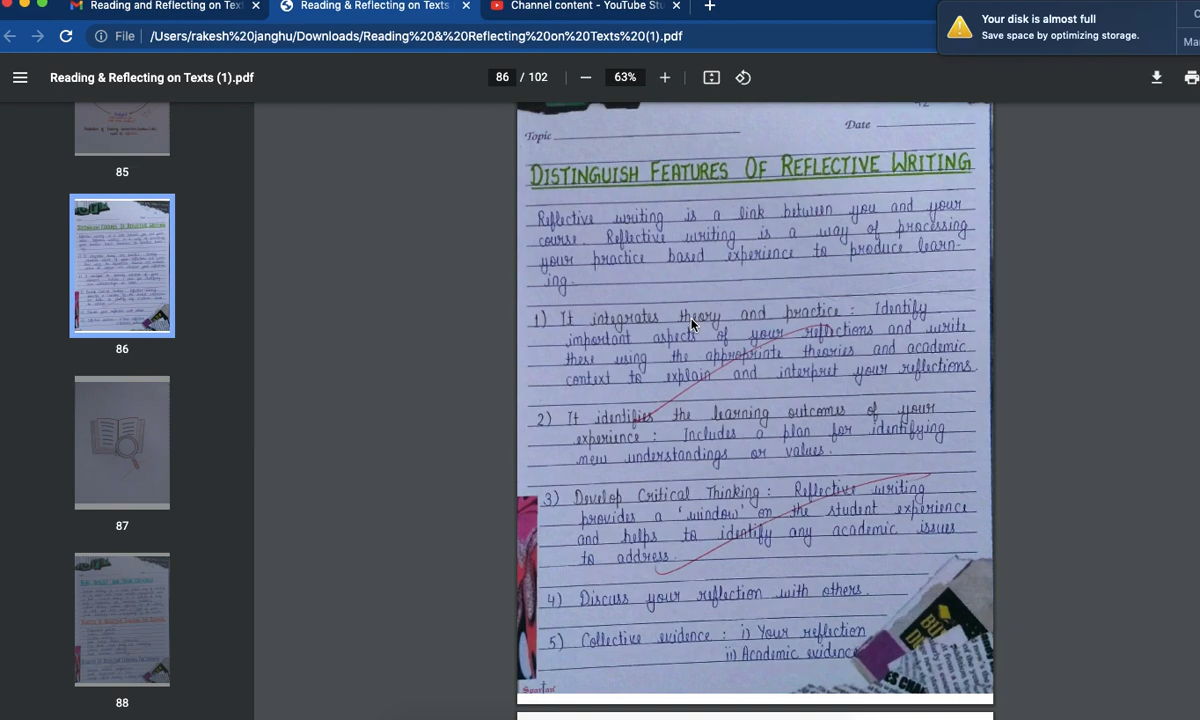 Reading and Reflecting on Tex
Reading & Reflecting on Texts
Channel content - YouTube Stu
Your disk is almost full
Save space by optimizing storage.
File
/Users/rakesh%20janghu/Downloads/Reading%20&%20Reflecting%20on%20Texts%20(1).pdf
Reading & Reflecting on Texts (1).pdf
86 / 102
63%
85
86
87
88
Topic
Date
DISTINGUISH FEATURES OF REFLECTIVE WRITING
Reflective writing is a link between you and your
course. Reflective writing is a way of processing
your practice based experience to produce learn-
ing.
1) It integrates theory and practice : Identify
important aspects of your reflections and write
these using the appropriate theories and academic
context to explain and interpret your reflections.
2) It identifies the learning outcomes of your
experience : Includes a plan for identifying
new understandings or values.
3) Develop Critical Thinking : Reflective writing
provides a 'window' on the student experience
and helps to identify any academic issues
to address.
4) Discuss your reflection with others.
5) Collective evidence : i) Your reflection
ii) Academic evidence
Spartan